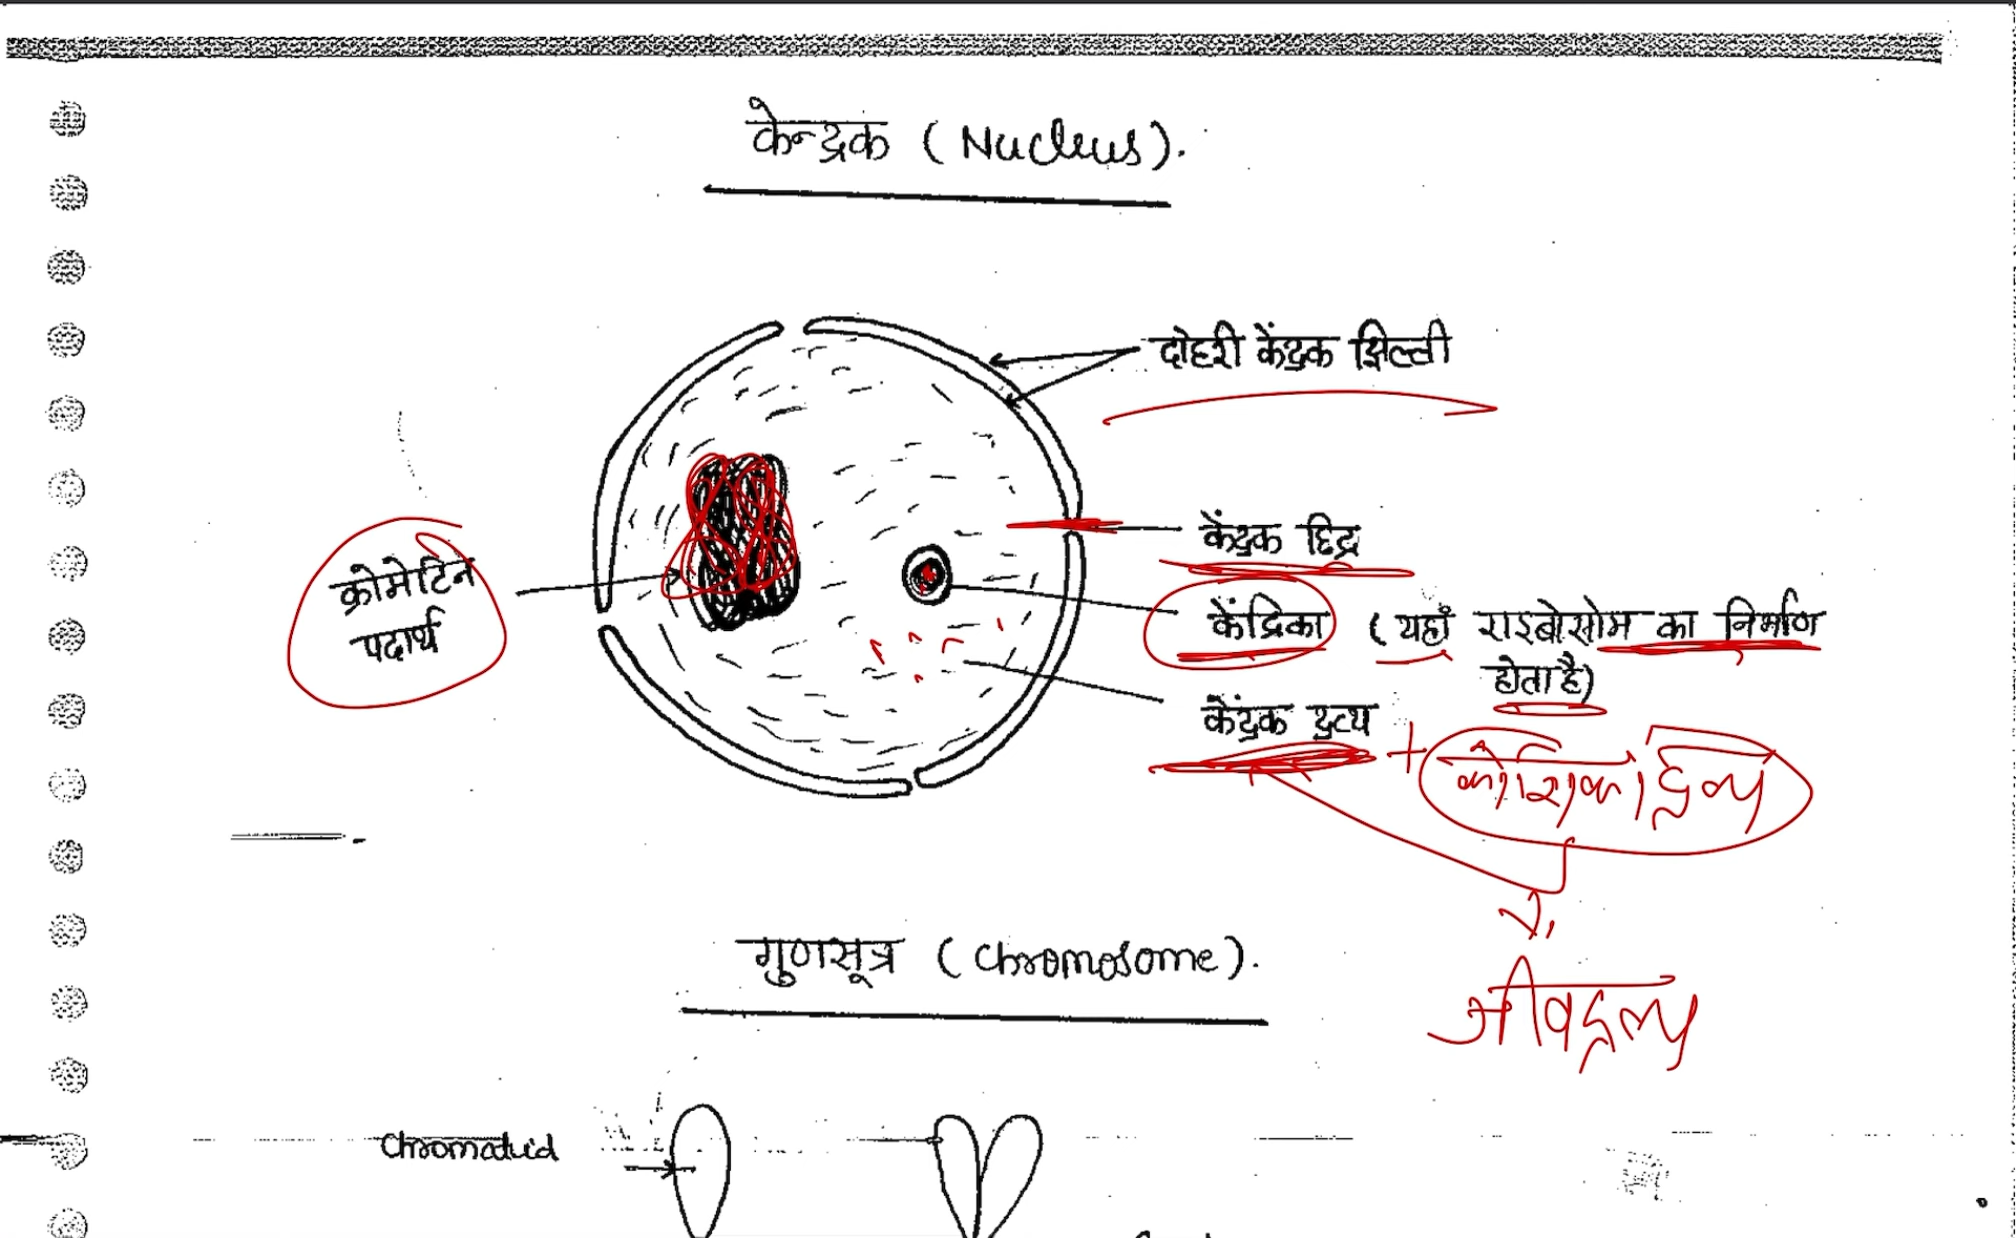 केन्द्रक (Nucleus).
दोहरी केंद्रक झिल्ली
केंद्रक छिद्र
क्रोमेटिन
पदार्थ
केंद्रिका (यहाँ राइबोसोम का निर्माण
होता है)
केंद्रक द्रव्य + कोशिका द्रव्य
जीवद्रव्य
गुणसूत्र (Chromosome).
Chromatid